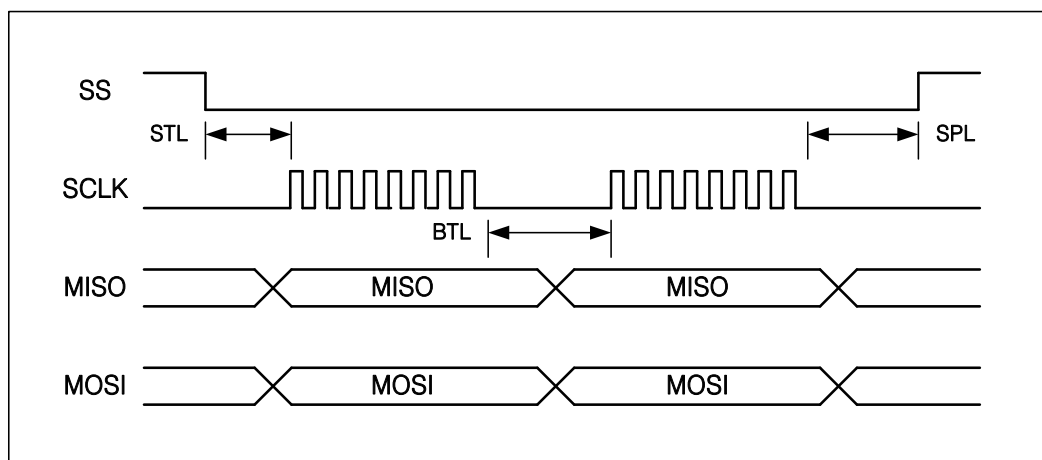 SS
STL SPL
SCLK
BTL
MISO MISO MISO
MOSI MOSI MOSI